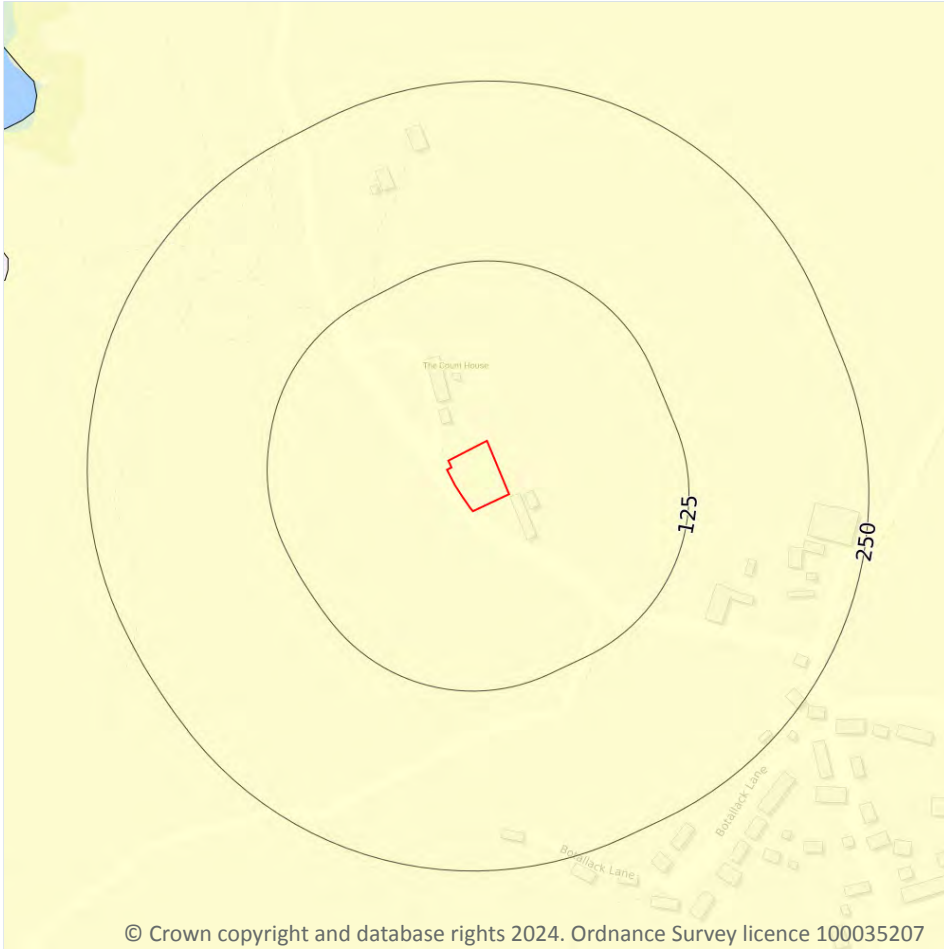 The Count House
125
250
Botallack Lane
Botallack Lane
© Crown copyright and database rights 2024. Ordnance Survey licence 100035207